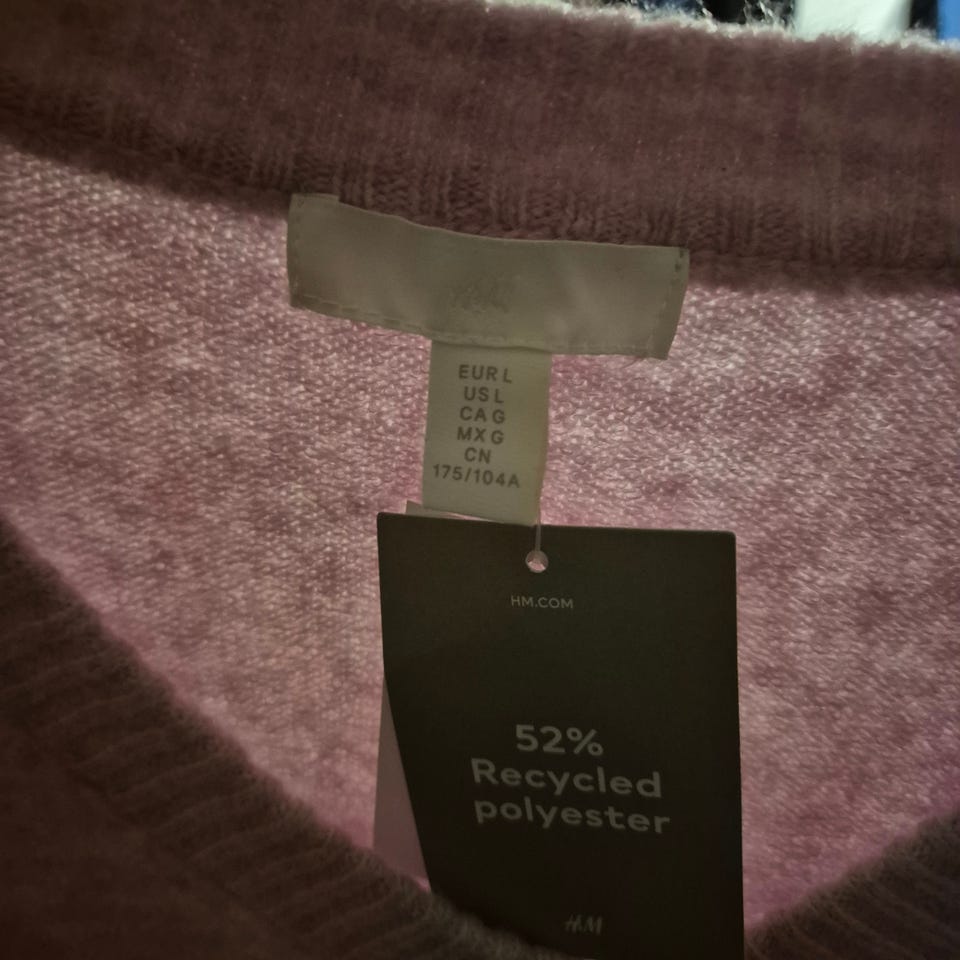 H&M
EUR L
US L
CA G
MX G
CN
175/104A
HM.COM
52%
Recycled
polyester
H&M